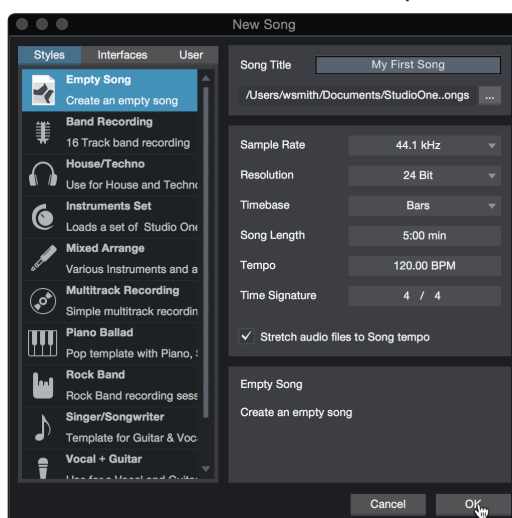 New Song
Styles Interfaces User
Empty Song
Create an empty song
Band Recording
16 Track band recording
House/Techno
Use for House and Techno
Instruments Set
Loads a set of Studio One
Mixed Arrange
Various Instruments and a
Multitrack Recording
Simple multitrack recordin
Piano Ballad
Pop template with Piano,
Rock Band
Rock Band recording sess
Singer/Songwriter
Template for Guitar & Voc
Vocal + Guitar
Song Title My First Song
/Users/wsmith/Documents/StudioOne..ongs ...
Sample Rate 44.1 kHz
Resolution 24 Bit
Timebase Bars
Song Length 5:00 min
Tempo 120.00 BPM
Time Signature 4 / 4
Stretch audio files to Song tempo
Empty Song
Create an empty song
Cancel OK